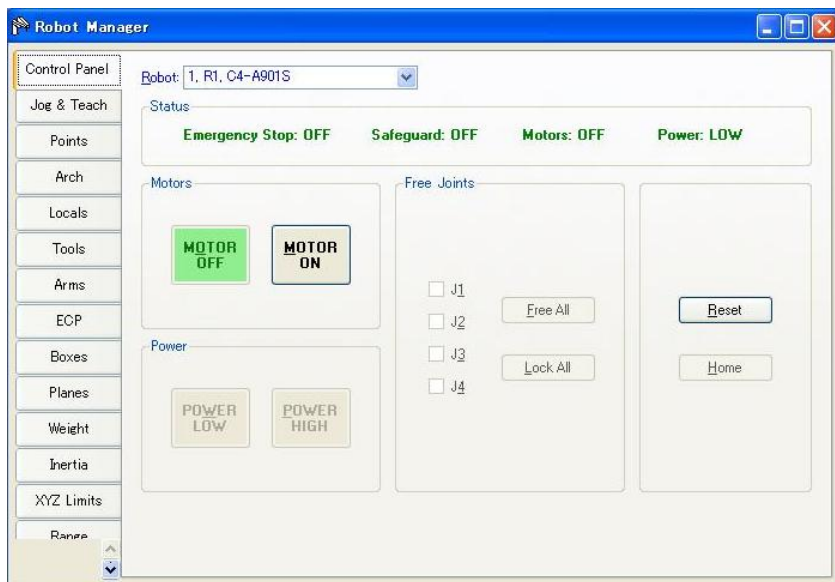 Robot Manager
Control Panel
Jog & Teach
Points
Arch
Locals
Tools
Arms
ECP
Boxes
Planes
Weight
Inertia
XYZ Limits
Range
Robot: 1, R1, C4-A901S
Status
Emergency Stop: OFF Safeguard: OFF Motors: OFF Power: LOW
Motors
MOTOR OFF
MOTOR ON
Power
POWER LOW
POWER HIGH
Free Joints
J1
J2
J3
J4
Free All
Lock All
Reset
Home